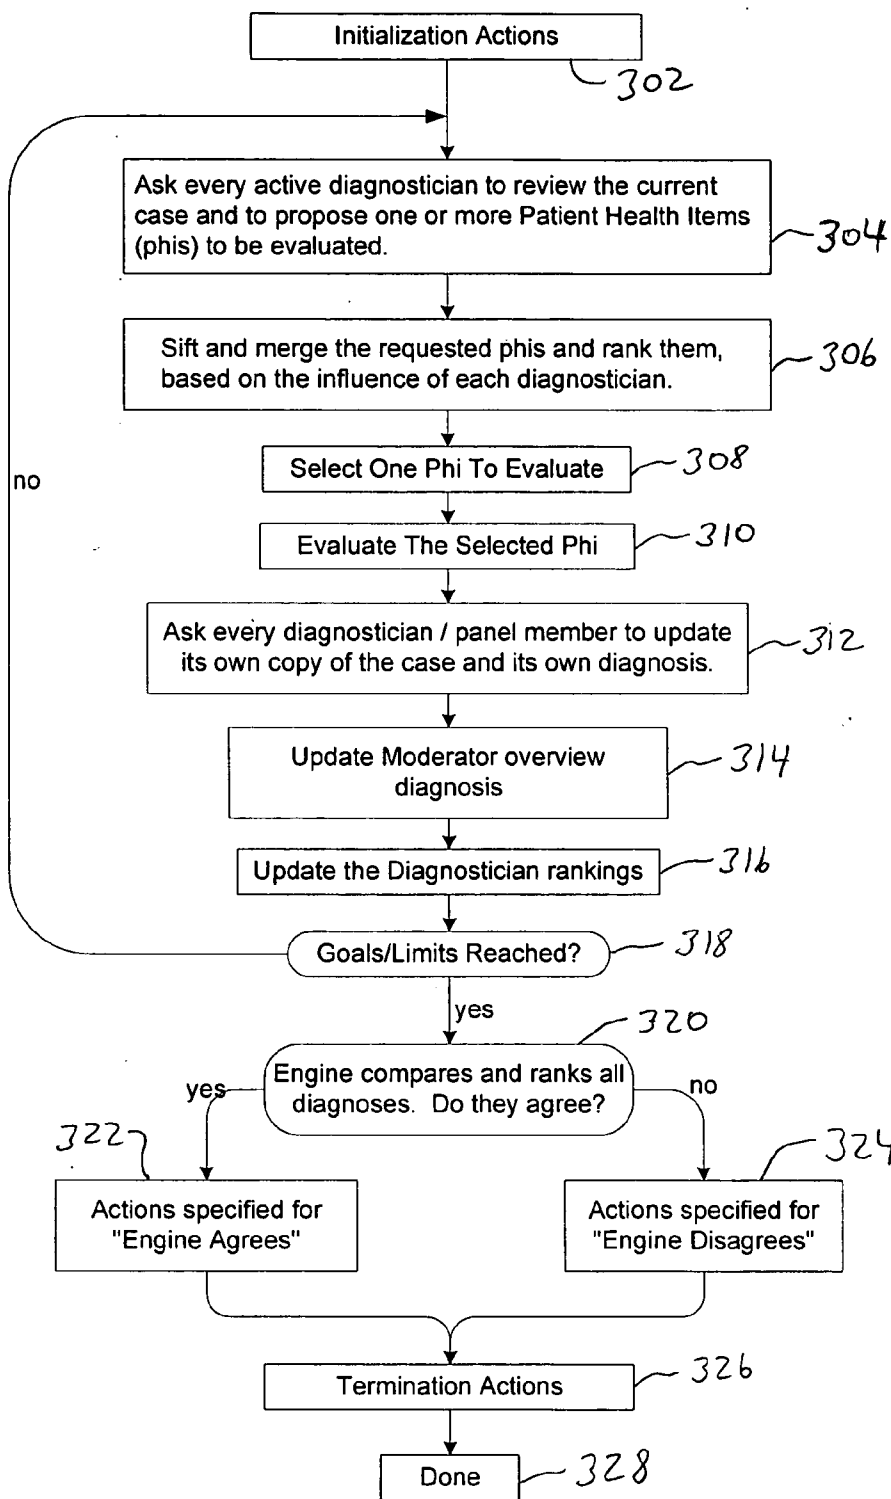 Initialization Actions
302
Ask every active diagnostician to review the current
case and to propose one or more Patient Health Items
(phis) to be evaluated.
304
Sift and merge the requested phis and rank them,
based on the influence of each diagnostician.
306
Select One Phi To Evaluate
308
no
Evaluate The Selected Phi
310
Ask every diagnostician / panel member to update
its own copy of the case and its own diagnosis.
312
Update Moderator overview
diagnosis
314
Update the Diagnostician rankings
316
Goals/Limits Reached?
318
yes
320
Engine compares and ranks all
diagnoses. Do they agree?
yes
no
322
324
Actions specified for
"Engine Agrees"
Actions specified for
"Engine Disagrees"
Termination Actions
326
Done
328